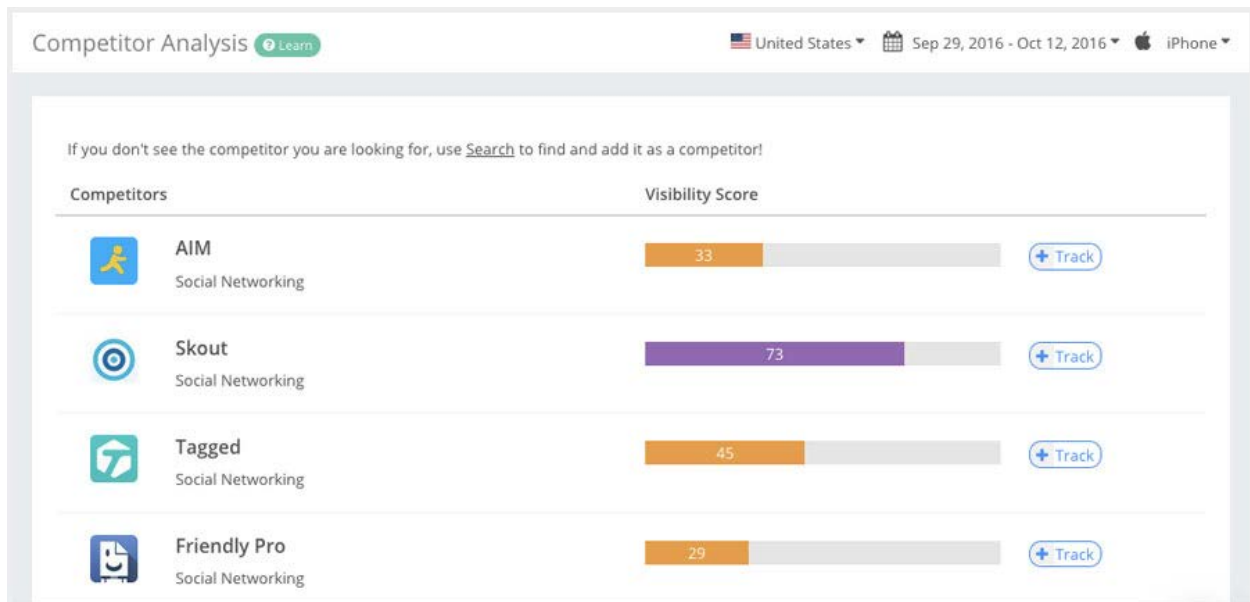 Competitor Analysis Learn United States Sep 29, 2016 - Oct 12, 2016 iPhone
If you don't see the competitor you are looking for, use Search to find and add it as a competitor!
Competitors Visibility Score
AIM
Social Networking
33
+ Track
Skout
Social Networking
73
+ Track
Tagged
Social Networking
45
+ Track
Friendly Pro
Social Networking
29
+ Track